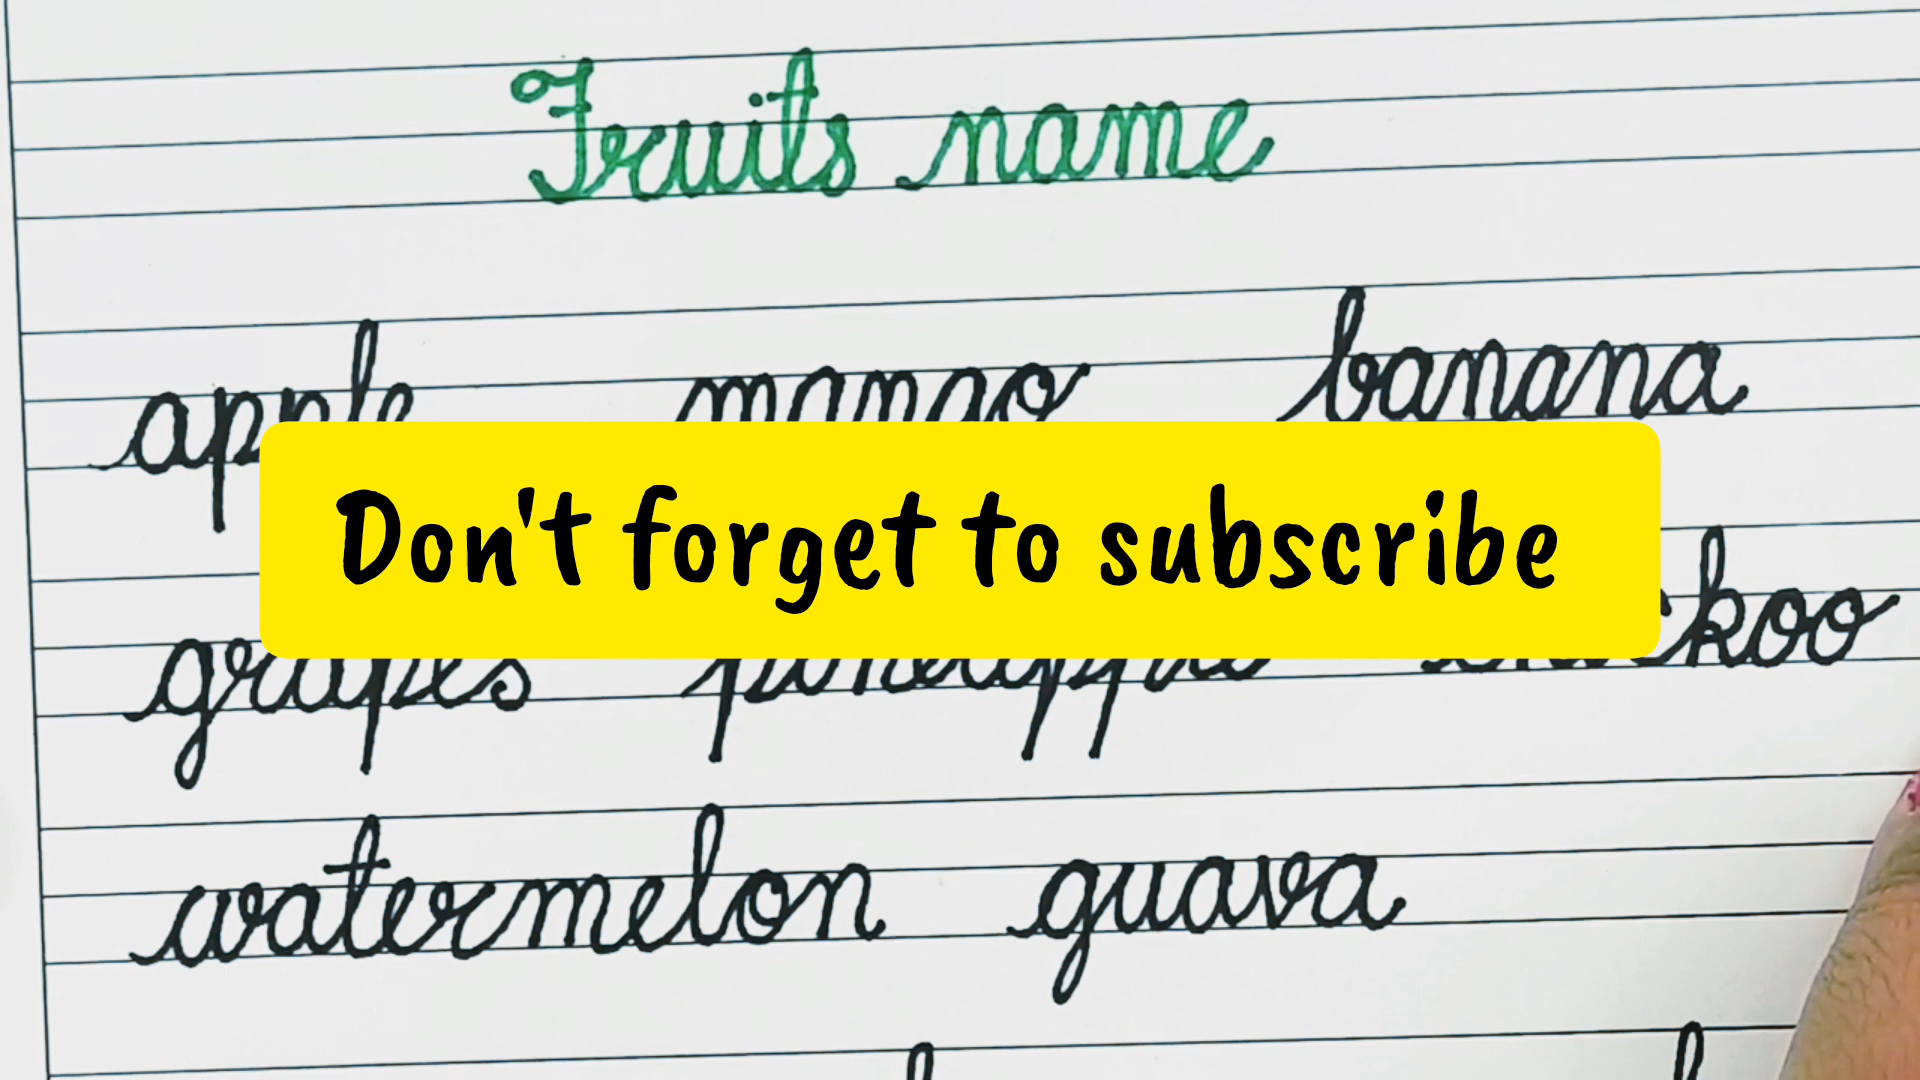 Fruits name
apple mango banana
Don't forget to subscribe
grapes pineapple
watermelon guava